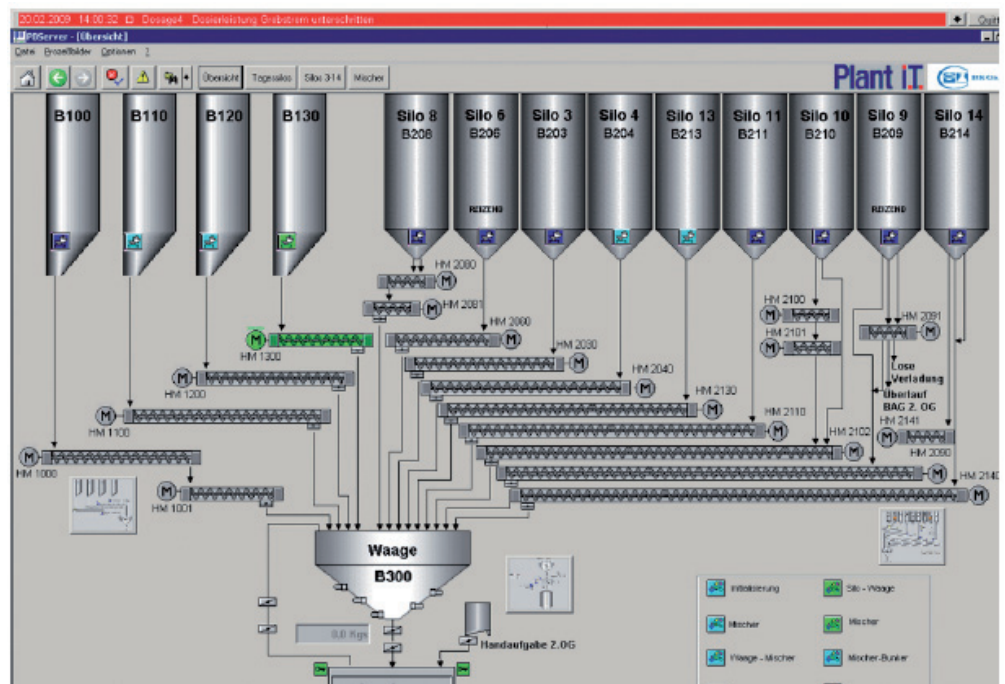 20.02.2009 14:00:32 Dosage4 Dosierleistung Grobstrom unterschritten
PDServer - [Übersicht]
Datei Prozeßbilder Optionen ?
Übersicht Tagessilos Silos 3-14 Mischer
Plant iT
B100 B110 B120 B130 Silo 8 Silo 6 Silo 3 Silo 4 Silo 13 Silo 11 Silo 10 Silo 9 Silo 14
B208 B206 B203 B204 B213 B211 B210 B209 B214
REIZEND REIZEND
HM 2080
HM 2081
HM 2100
HM 2091
HM 2060
HM 2101
HM 1300
HM 2030
Lose
Verladung
HM 2040
HM 1200
Überlauf
BAG 2. OG
HM 2130
HM 2110
HM 2141
HM 1100
HM 2102
HM 2090
HM 1000
HM 2140
HM 1001
Waage
B300
Initialisierung Silo - Waage
0,0 Kgs
Mischer Mischer
Handaufgabe 2.OG
Waage - Mischer Mischer-Bunker